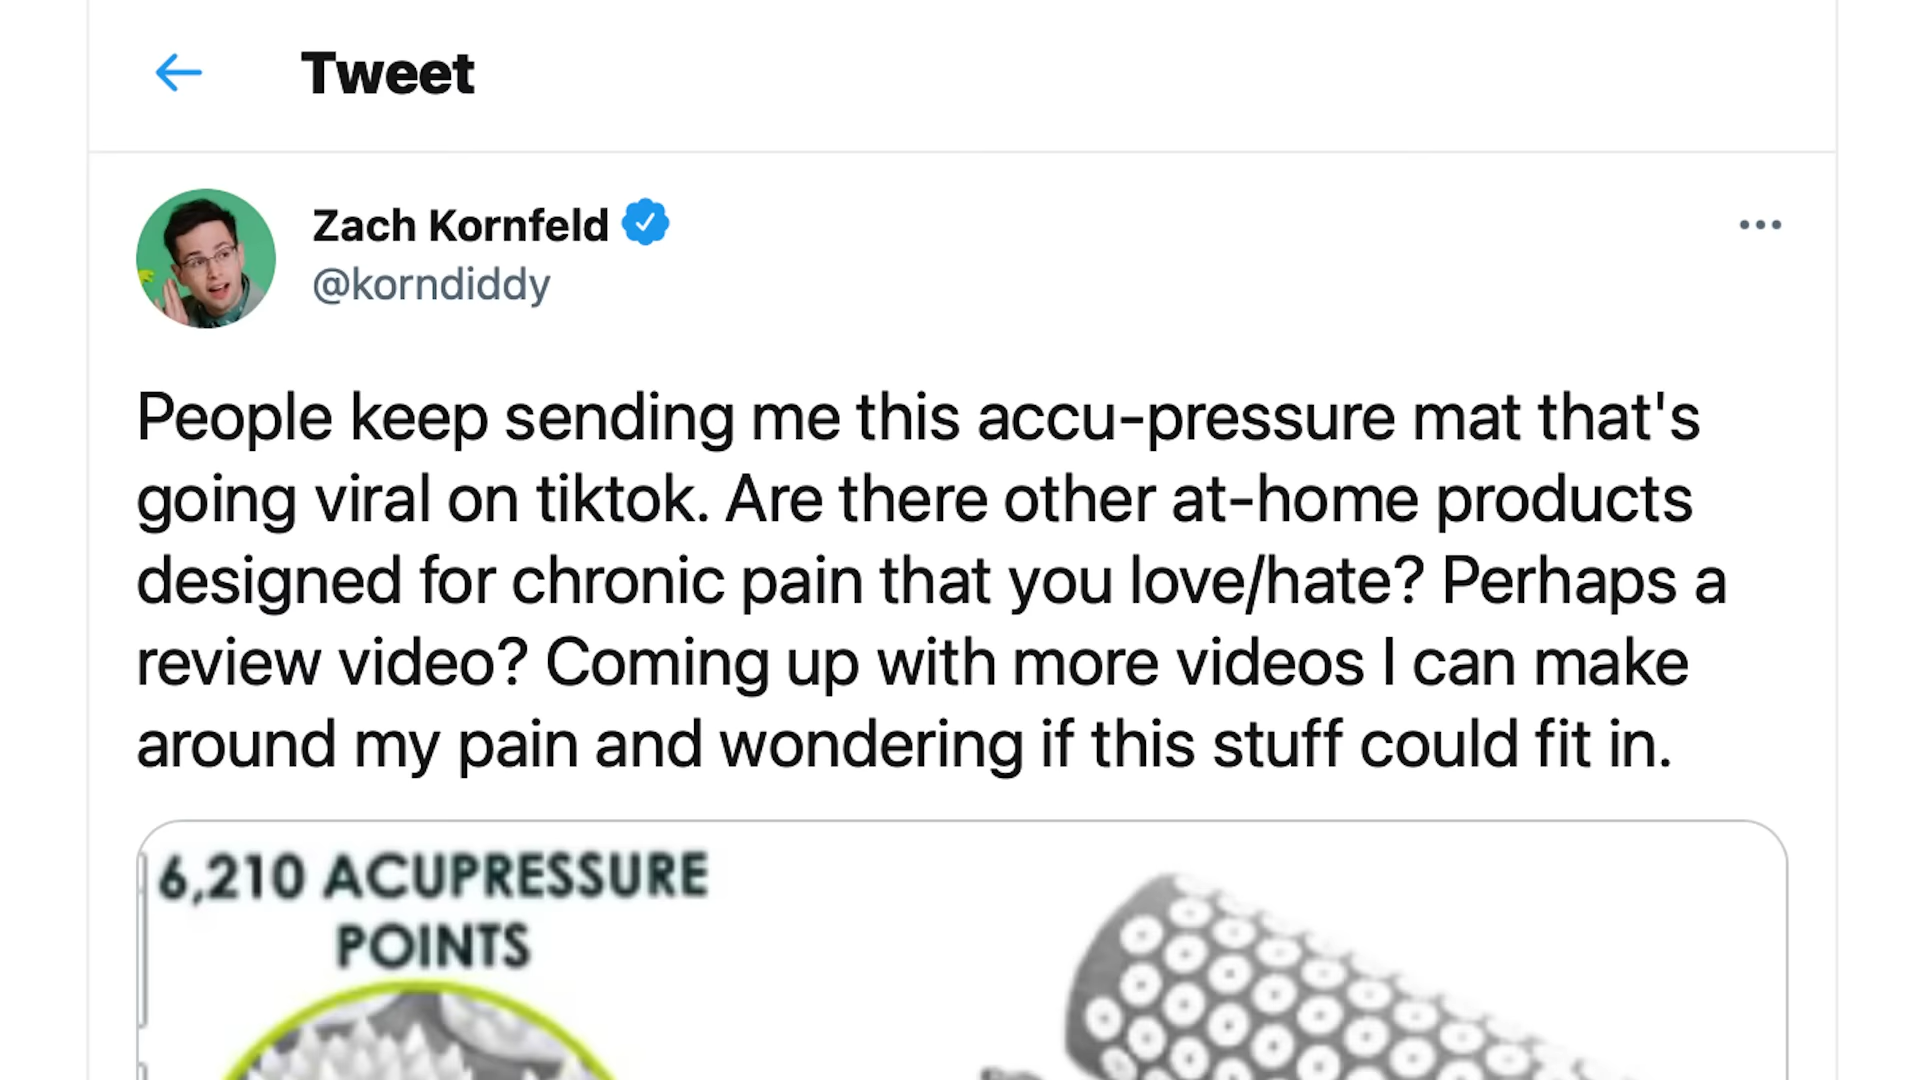 Tweet
Zach Kornfeld
@korndiddy
People keep sending me this accu-pressure mat that's
going viral on tiktok. Are there other at-home products
designed for chronic pain that you love/hate? Perhaps a
review video? Coming up with more videos I can make
around my pain and wondering if this stuff could fit in.
6,210 ACUPRESSURE
POINTS